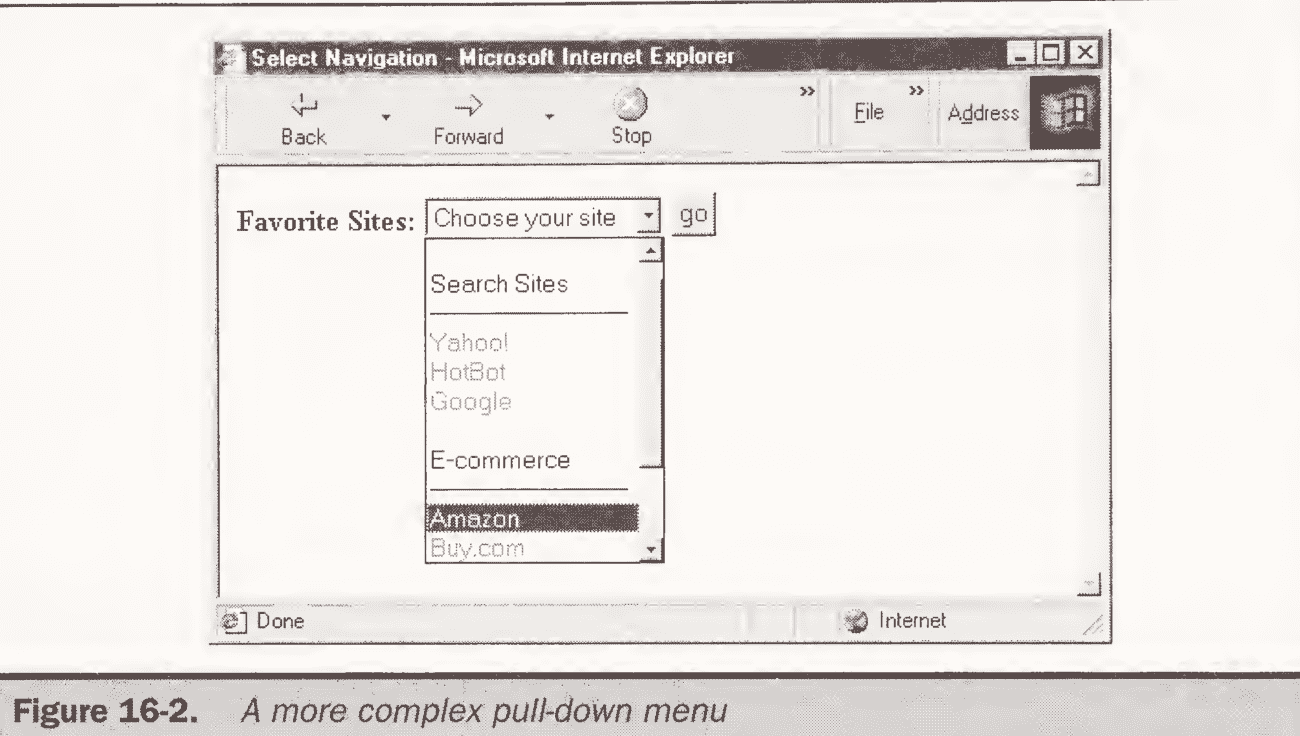 Select Navigation - Microsoft Internet Explorer
Back Forward Stop » File » Address
Favorite Sites: Choose your site go
Search Sites
Yahoo!
HotBot
Google
E-commerce
Amazon
Buy.com
Done Internet
Figure 16-2. A more complex pull-down menu